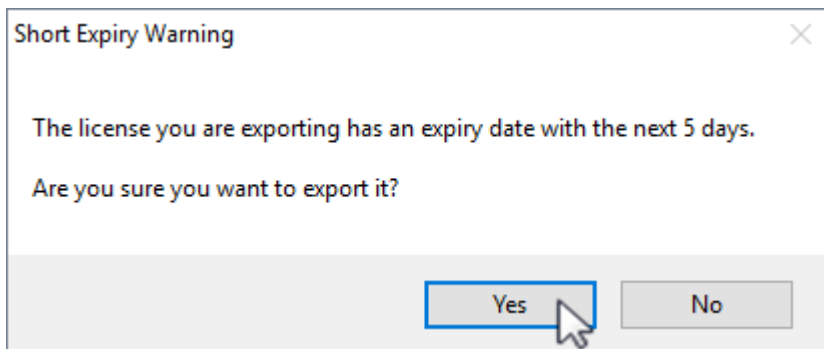 Short Expiry Warning
The license you are exporting has an expiry date with the next 5 days.
Are you sure you want to export it?
Yes
No